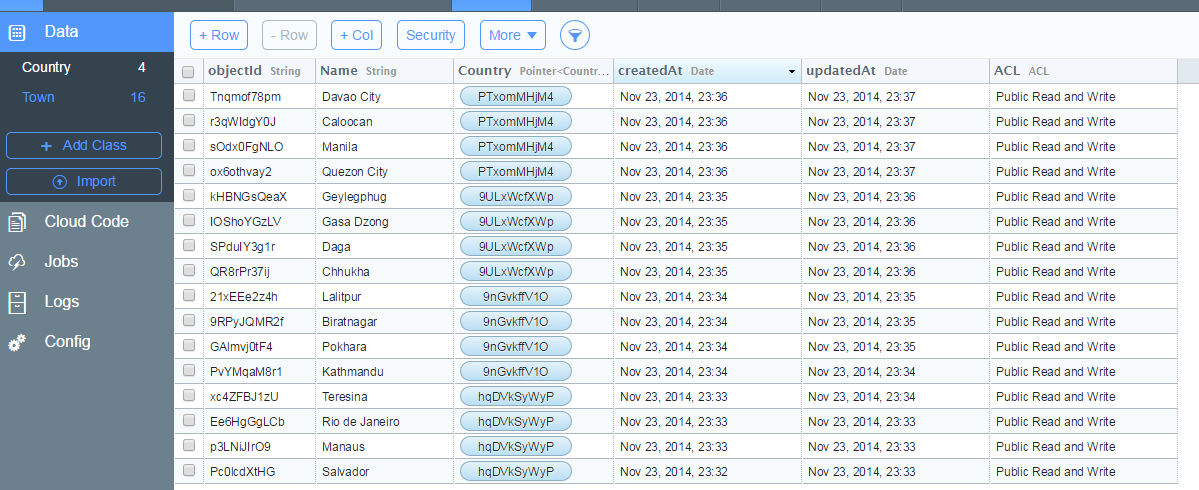 Data
Country 4
Town 16
+ Add Class
Import
Cloud Code
Jobs
Logs
Config
+ Row - Row + Col Security More
objectId String Name String Country Pointer<Countr... createdAt Date updatedAt Date ACL ACL
Tnqmof78pm Davao City PTxomMHjM4 Nov 23, 2014, 23:36 Nov 23, 2014, 23:37 Public Read and Write
r3qWIdgY0J Caloocan PTxomMHjM4 Nov 23, 2014, 23:36 Nov 23, 2014, 23:37 Public Read and Write
sOdx0FgNLO Manila PTxomMHjM4 Nov 23, 2014, 23:36 Nov 23, 2014, 23:37 Public Read and Write
ox6othvay2 Quezon City PTxomMHjM4 Nov 23, 2014, 23:36 Nov 23, 2014, 23:37 Public Read and Write
kHBNGsQeaX Geylegphug 9ULxWcfXWp Nov 23, 2014, 23:35 Nov 23, 2014, 23:36 Public Read and Write
IOShoYGzLV Gasa Dzong 9ULxWcfXWp Nov 23, 2014, 23:35 Nov 23, 2014, 23:36 Public Read and Write
SPduIY3g1r Daga 9ULxWcfXWp Nov 23, 2014, 23:35 Nov 23, 2014, 23:36 Public Read and Write
QR8rPr37ij Chhukha 9ULxWcfXWp Nov 23, 2014, 23:35 Nov 23, 2014, 23:36 Public Read and Write
21xEEe2z4h Lalitpur 9nGvkffV1O Nov 23, 2014, 23:34 Nov 23, 2014, 23:35 Public Read and Write
9RPyJQMR2f Biratnagar 9nGvkffV1O Nov 23, 2014, 23:34 Nov 23, 2014, 23:35 Public Read and Write
GAlmvj0tF4 Pokhara 9nGvkffV1O Nov 23, 2014, 23:34 Nov 23, 2014, 23:35 Public Read and Write
PvYMqaM8r1 Kathmandu 9nGvkffV1O Nov 23, 2014, 23:34 Nov 23, 2014, 23:35 Public Read and Write
xc4ZFBJ1zU Teresina hqDVkSyWyP Nov 23, 2014, 23:33 Nov 23, 2014, 23:34 Public Read and Write
Ee6HgGgLCb Rio de Janeiro hqDVkSyWyP Nov 23, 2014, 23:33 Nov 23, 2014, 23:33 Public Read and Write
p3LNiJIrO9 Manaus hqDVkSyWyP Nov 23, 2014, 23:33 Nov 23, 2014, 23:33 Public Read and Write
Pc0lcdXtHG Salvador hqDVkSyWyP Nov 23, 2014, 23:32 Nov 23, 2014, 23:33 Public Read and Write